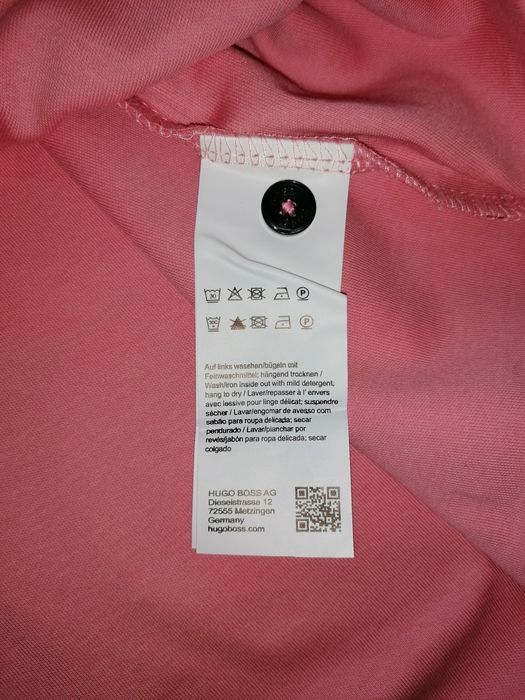 30 P
30C P
Auf links waschen/bügeln mit
Feinwaschmittel; hängend trocknen /
Wash/iron inside out with mild detergent,
hang to dry / Laver/repasser à l' envers
avec lessive pour linge délicat; suspendre
sécher / Lavar/engomar de avesso com
sabão para roupa delicada; secar
pendurado / Lavar/planchar por
revés/jabón para ropa delicada; secar
colgado
HUGO BOSS AG
Dieselstrasse 12
72555 Metzingen
Germany
hugoboss.com